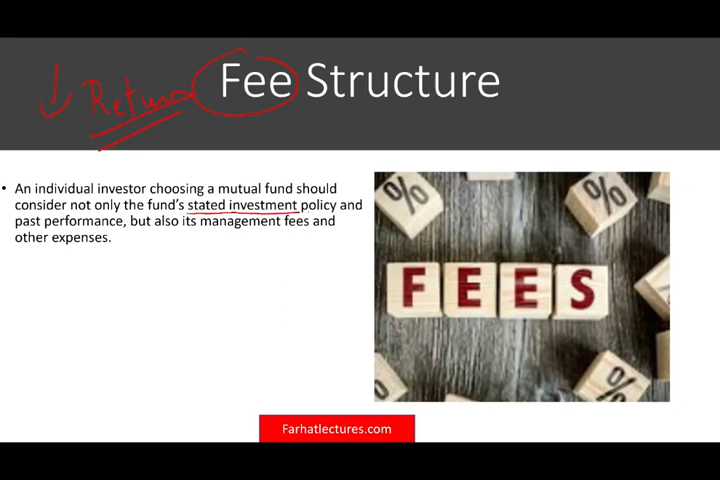 Return
Fee Structure
• An individual investor choosing a mutual fund should
consider not only the fund's stated investment policy and
past performance, but also its management fees and
other expenses.
%
%
FEES
%
%
Farhatlectures.com